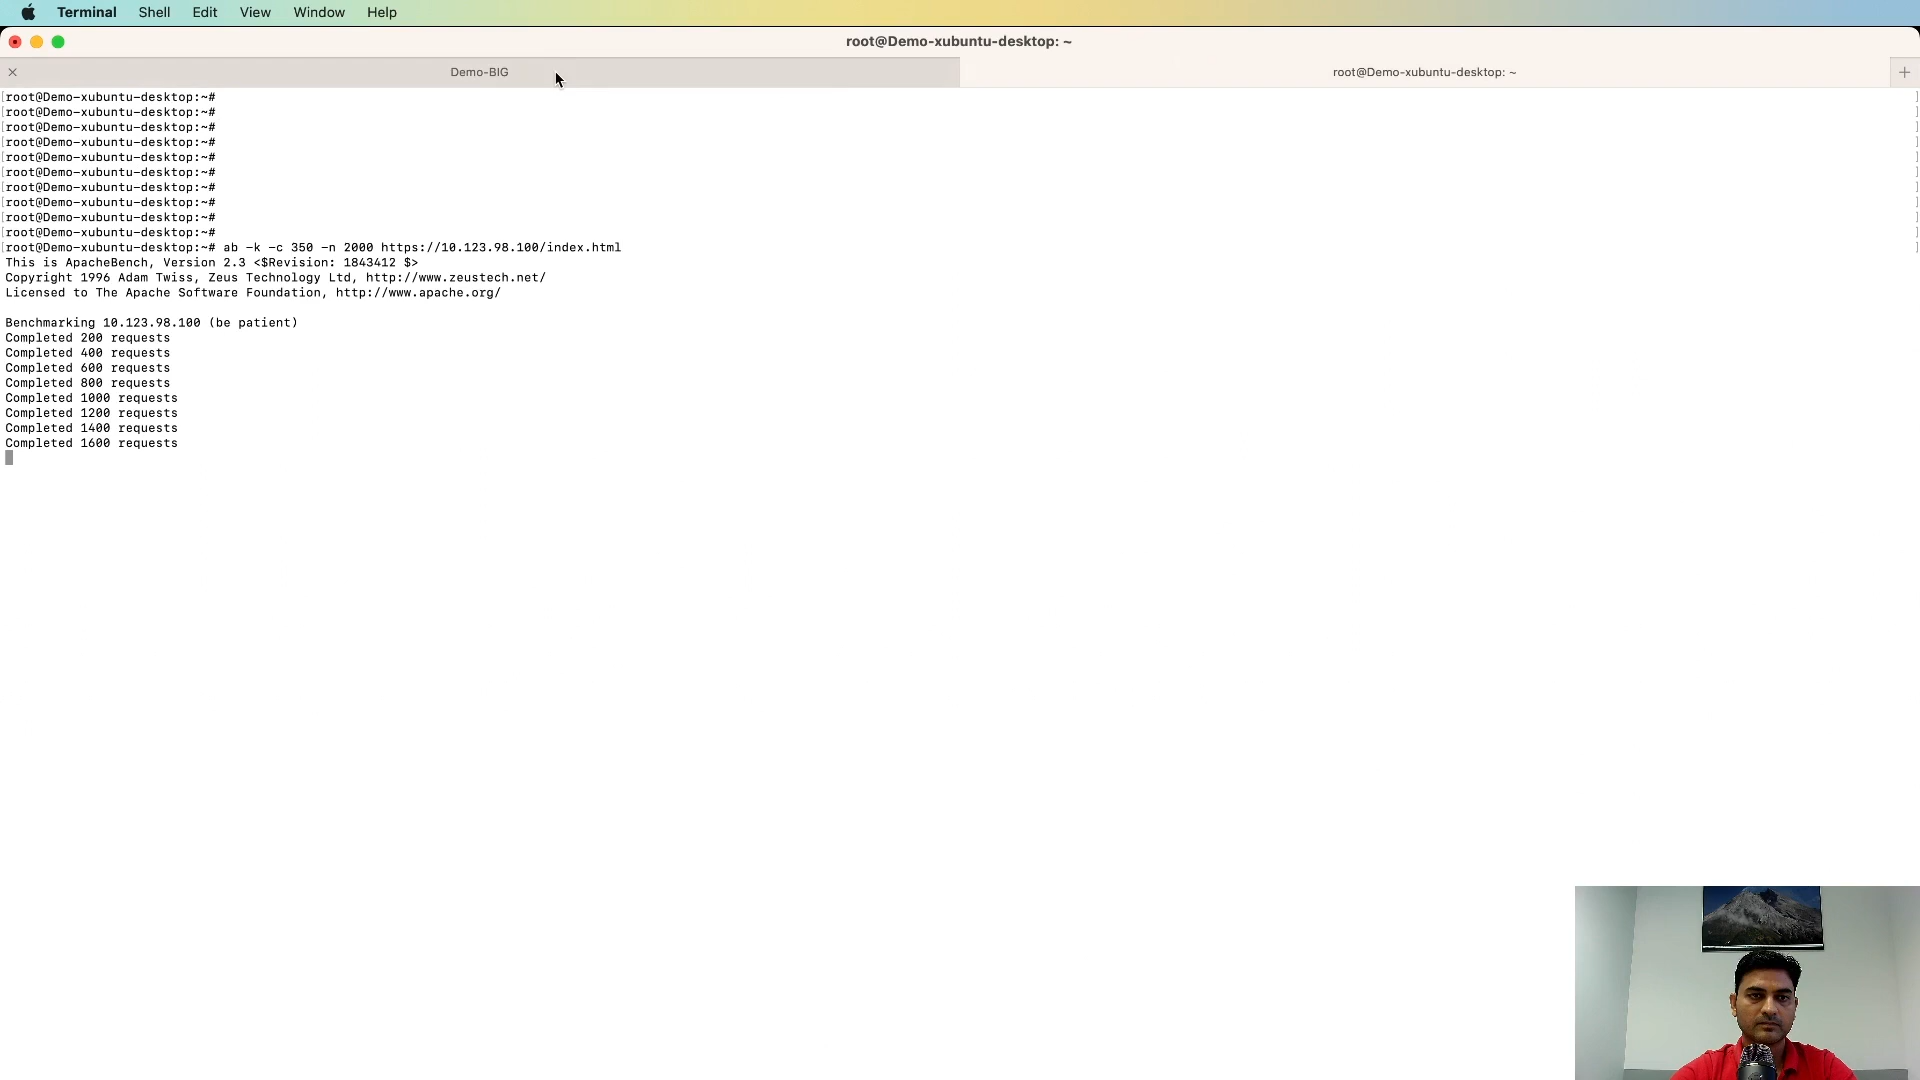 Terminal Shell Edit View Window Help
root@Demo-xubuntu-desktop: ~
Demo-BIG
root@Demo-xubuntu-desktop: ~
[root@Demo-xubuntu-desktop:~# ]
[root@Demo-xubuntu-desktop:~# ]
[root@Demo-xubuntu-desktop:~# ]
[root@Demo-xubuntu-desktop:~# ]
[root@Demo-xubuntu-desktop:~# ]
[root@Demo-xubuntu-desktop:~# ]
[root@Demo-xubuntu-desktop:~# ]
[root@Demo-xubuntu-desktop:~# ]
[root@Demo-xubuntu-desktop:~# ]
[root@Demo-xubuntu-desktop:~# ]
[root@Demo-xubuntu-desktop:~# ab -k -c 350 -n 2000 https://10.123.98.100/index.html ]
This is ApacheBench, Version 2.3 <$Revision: 1843412 $>
Copyright 1996 Adam Twiss, Zeus Technology Ltd, http://www.zeustech.net/
Licensed to The Apache Software Foundation, http://www.apache.org/
Benchmarking 10.123.98.100 (be patient)
Completed 200 requests
Completed 400 requests
Completed 600 requests
Completed 800 requests
Completed 1000 requests
Completed 1200 requests
Completed 1400 requests
Completed 1600 requests